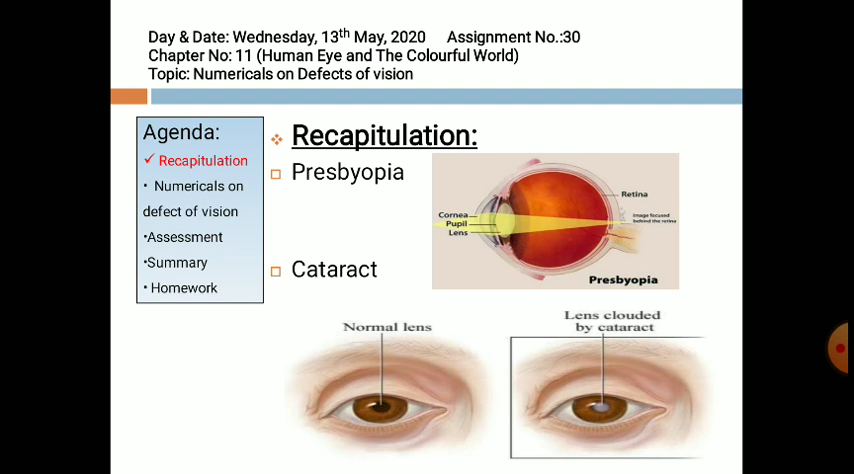 Day & Date: Wednesday, 13th May, 2020 Assignment No.:30
Chapter No: 11 (Human Eye and The Colourful World)
Topic: Numericals on Defects of vision
Agenda:
✓ Recapitulation
• Numericals on
defect of vision
•Assessment
•Summary
• Homework
❖ Recapitulation:
Presbyopia
Cornea
Pupil
Lens
Retina
Image focused
behind the retina
Presbyopia
Cataract
Normal lens
Lens clouded
by cataract